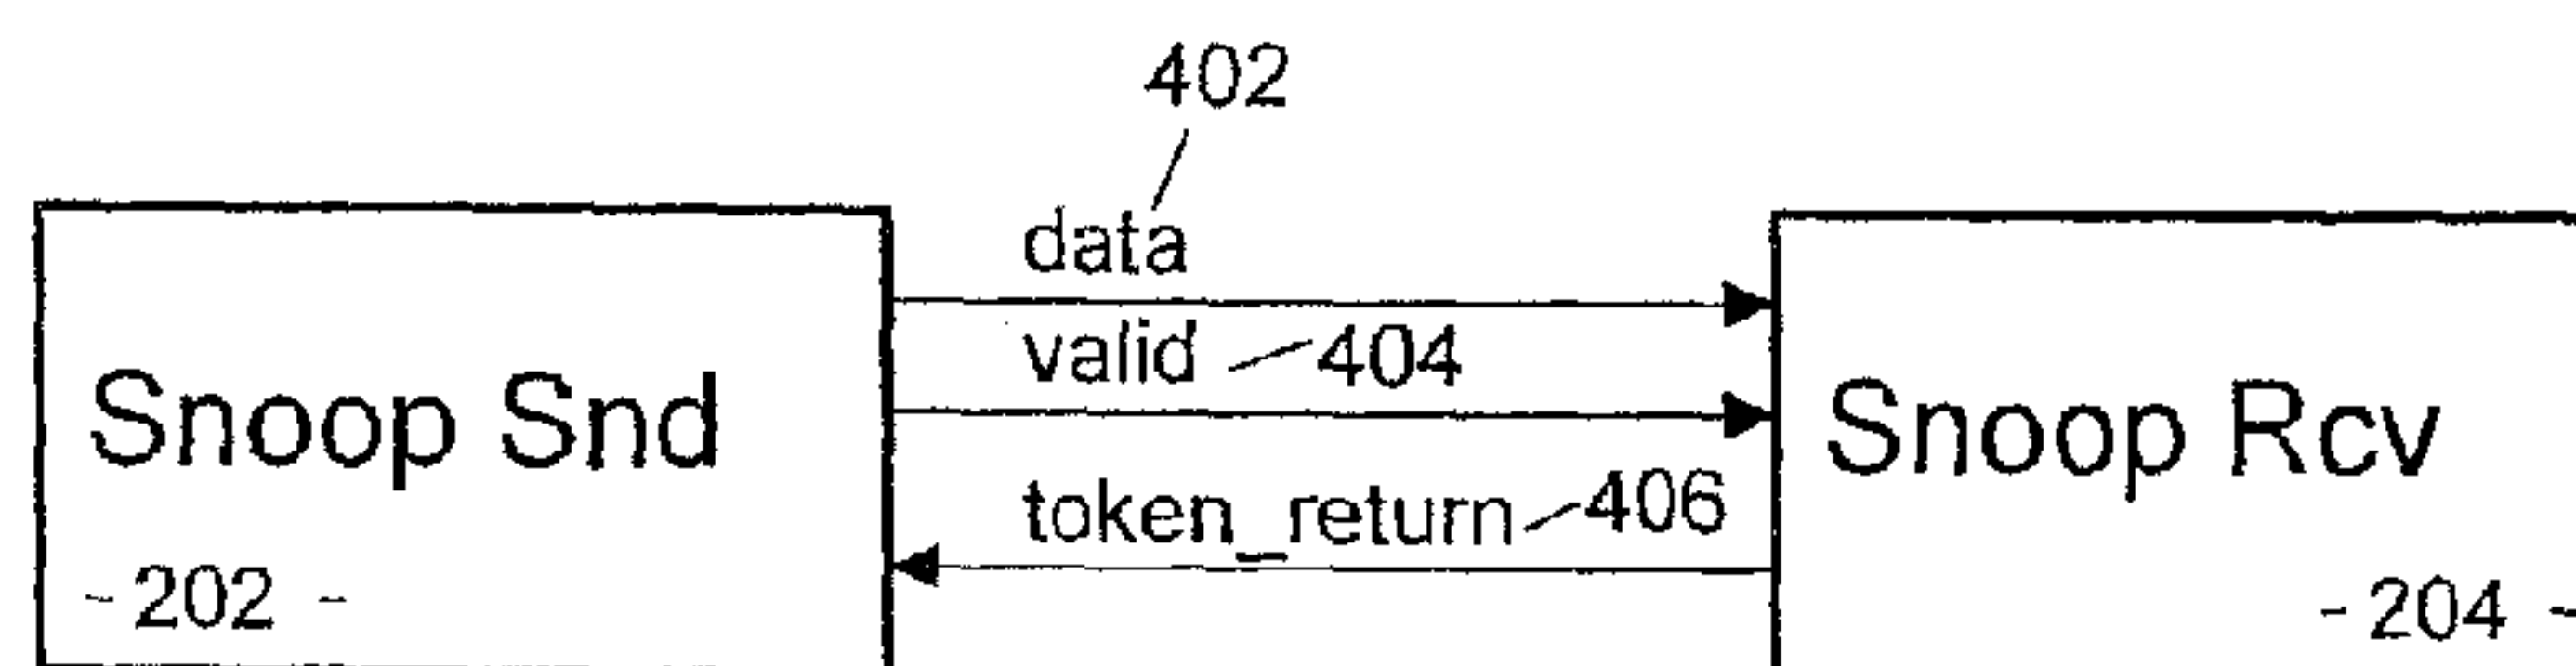 402
data
valid 404
Snoop Snd
Snoop Rcv
token_return 406
- 202 -
- 204 -